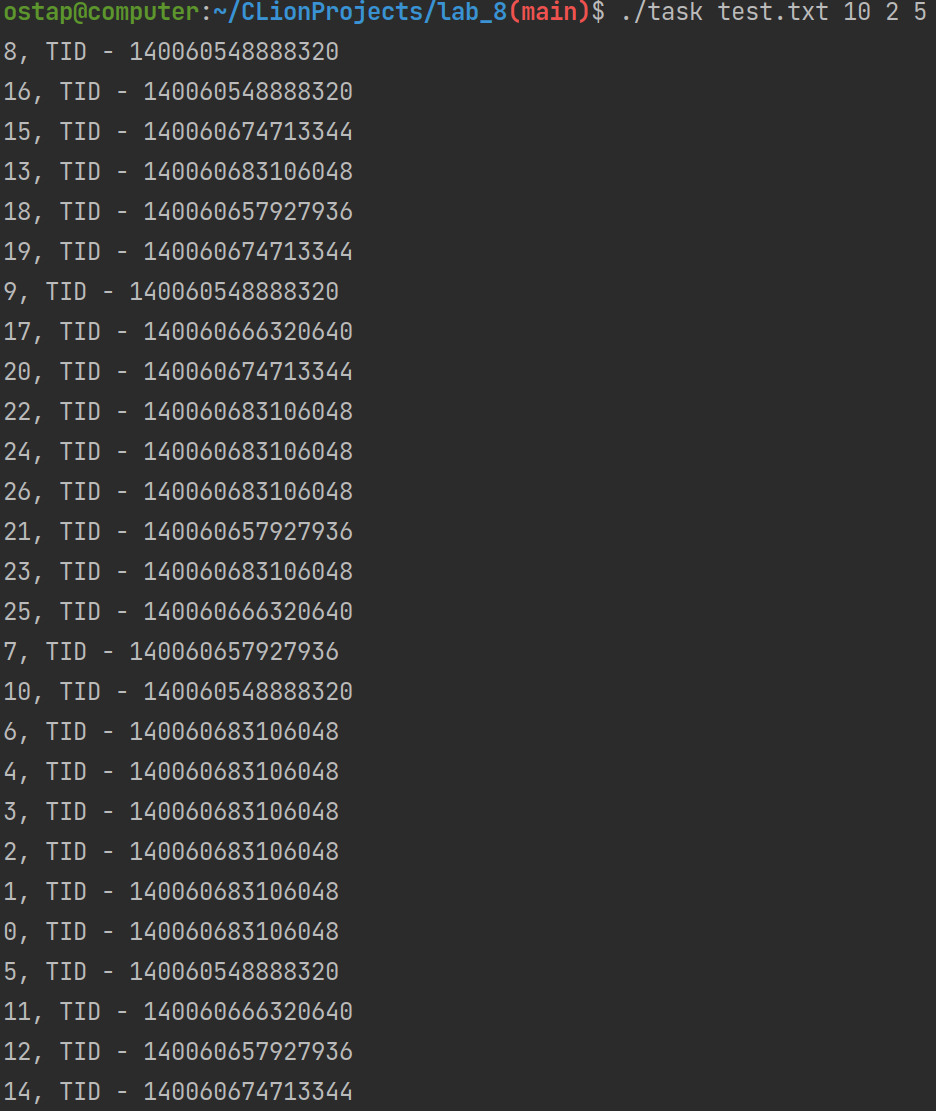 ostap@computer:~/CLionProjects/lab_8(main)$ ./task test.txt 10 2 5
8, TID - 140060548888320
16, TID - 140060548888320
15, TID - 140060674713344
13, TID - 140060683106048
18, TID - 140060657927936
19, TID - 140060674713344
9, TID - 140060548888320
17, TID - 140060666320640
20, TID - 140060674713344
22, TID - 140060683106048
24, TID - 140060683106048
26, TID - 140060683106048
21, TID - 140060657927936
23, TID - 140060683106048
25, TID - 140060666320640
7, TID - 140060657927936
10, TID - 140060548888320
6, TID - 140060683106048
4, TID - 140060683106048
3, TID - 140060683106048
2, TID - 140060683106048
1, TID - 140060683106048
0, TID - 140060683106048
5, TID - 140060548888320
11, TID - 140060666320640
12, TID - 140060657927936
14, TID - 140060674713344